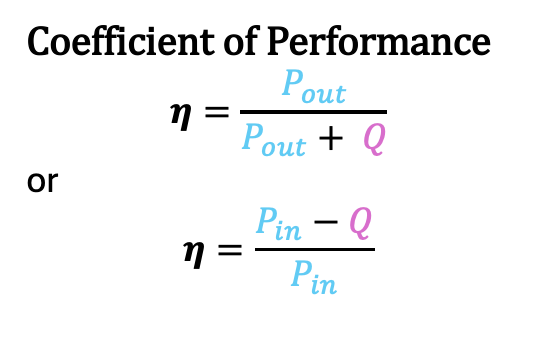 Coefficient of Performance
η = P_out / (P_out + Q)
or
η = (P_in − Q) / P_in